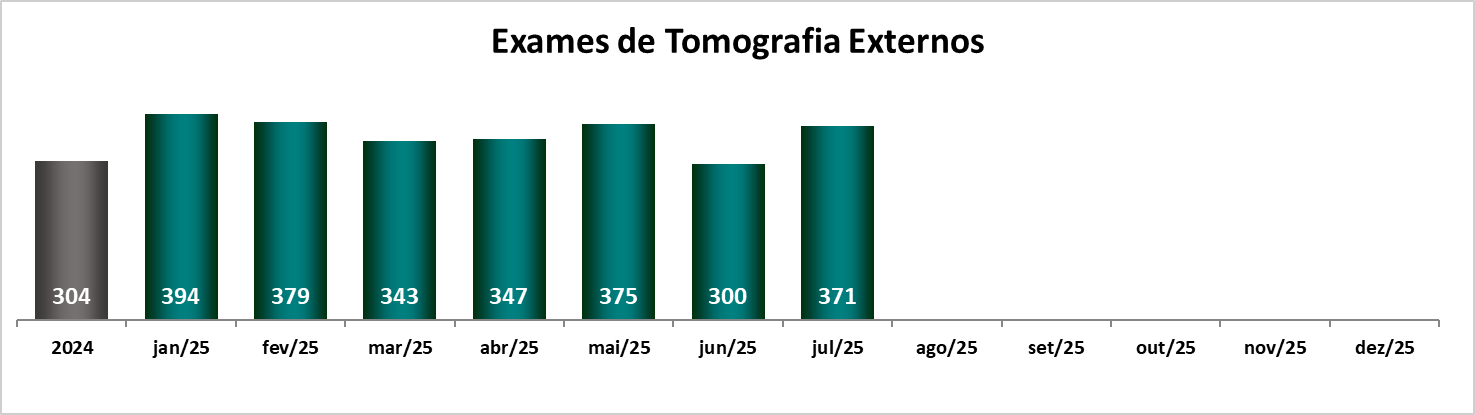 Exames de Tomografia Externos
304 394 379 343 347 375 300 371
2024 jan/25 fev/25 mar/25 abr/25 mai/25 jun/25 jul/25 ago/25 set/25 out/25 nov/25 dez/25